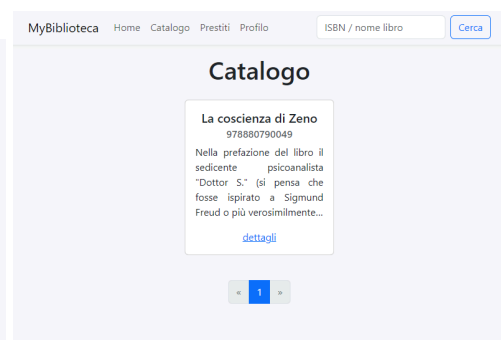 MyBiblioteca Home Catalogo Prestiti Profilo ISBN / nome libro Cerca
Catalogo
La coscienza di Zeno
978880790049
Nella prefazione del libro il
sedicente psicoanalista
"Dottor S." (si pensa che
fosse ispirato a Sigmund
Freud o più verosimilmente...
dettagli
« 1 »